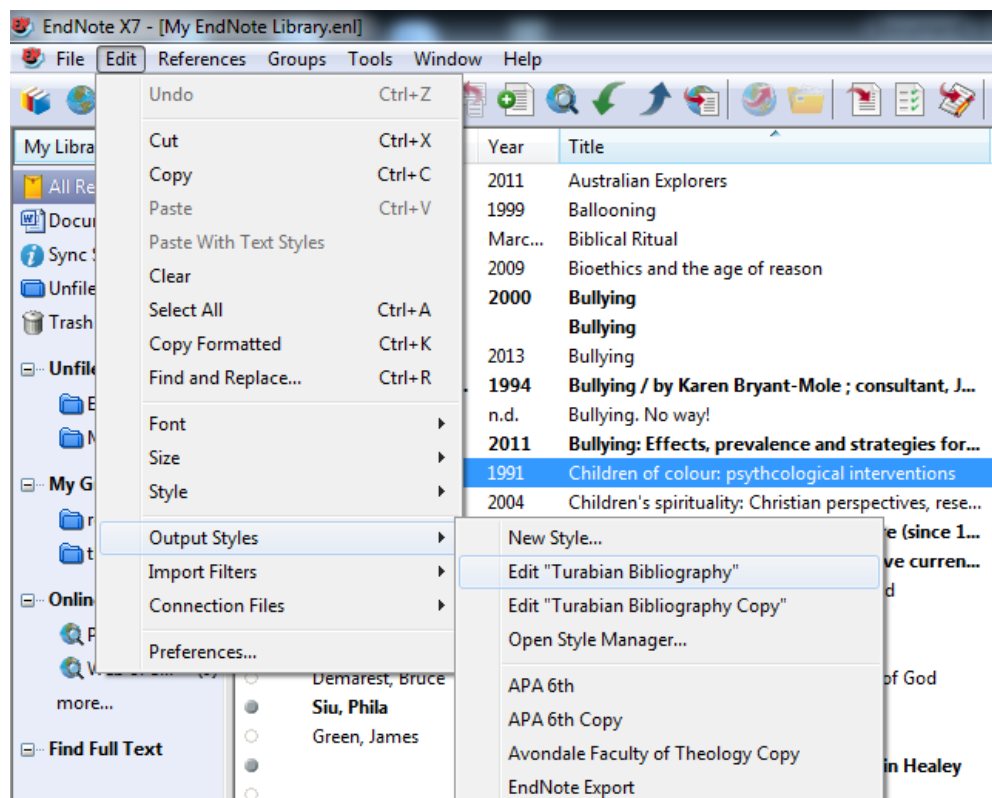 EndNote X7 - [My EndNote Library.enl]
File Edit References Groups Tools Window Help
Undo Ctrl+Z
Cut Ctrl+X
Copy Ctrl+C
Paste Ctrl+V
Paste With Text Styles
Clear
Select All Ctrl+A
Copy Formatted Ctrl+K
Find and Replace... Ctrl+R
Font
Size
Style
Output Styles
Import Filters
Connection Files
Preferences...
My Libra
All Re
Docu
Sync
Unfile
Trash
Unfile
My G
Onlin
more...
Find Full Text
Year Title
2011 Australian Explorers
1999 Ballooning
Marc... Biblical Ritual
2009 Bioethics and the age of reason
2000 Bullying
Bullying
2013 Bullying
1994 Bullying / by Karen Bryant-Mole ; consultant, J...
n.d. Bullying. No way!
2011 Bullying: Effects, prevalence and strategies for...
1991 Children of colour: psythcological interventions
2004 Children's spirituality: Christian perspectives, rese...
e (since 1...
ve curren...
d
of God
in Healey
New Style...
Edit "Turabian Bibliography"
Edit "Turabian Bibliography Copy"
Open Style Manager...
APA 6th
APA 6th Copy
Avondale Faculty of Theology Copy
EndNote Export
Demarest, Bruce
Siu, Phila
Green, James